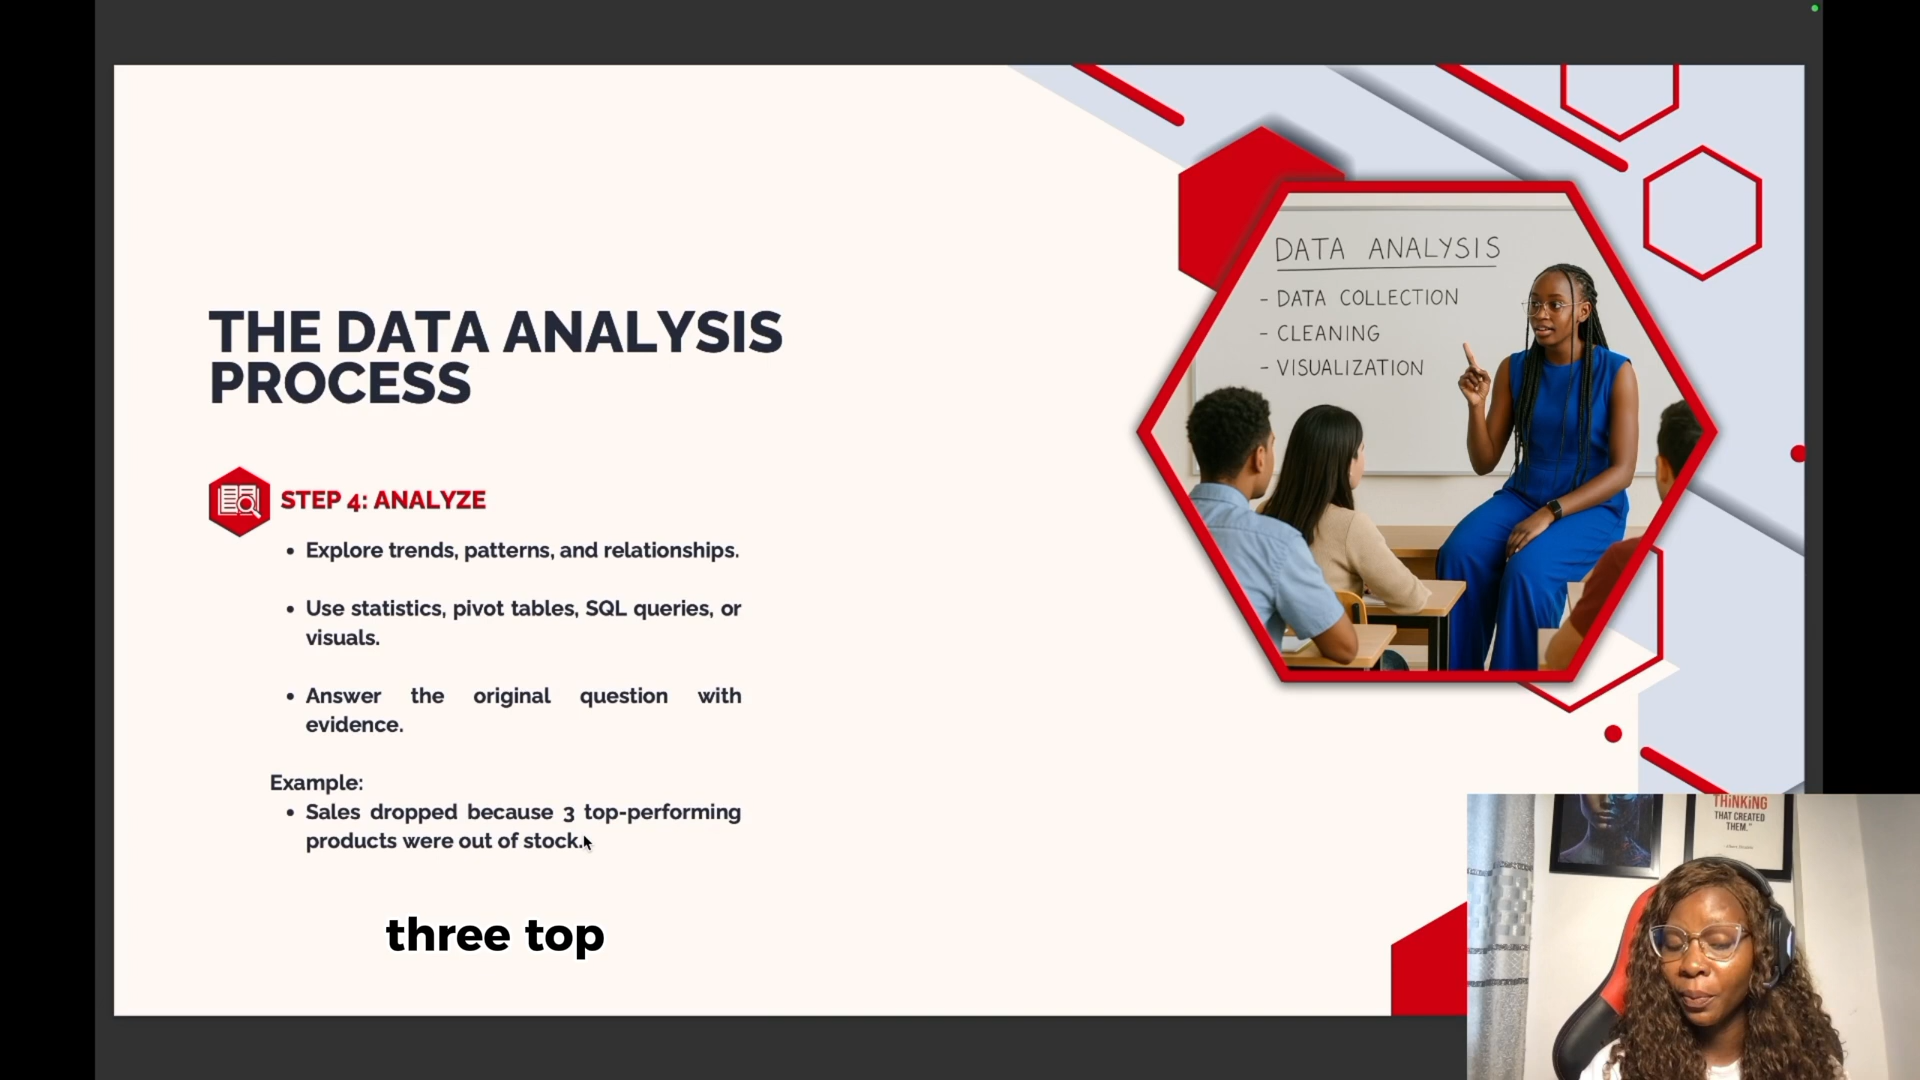 THE DATA ANALYSIS
PROCESS
STEP 4: ANALYZE
• Explore trends, patterns, and relationships.
• Use statistics, pivot tables, SQL queries, or
visuals.
• Answer the original question with
evidence.
Example:
• Sales dropped because 3 top-performing
products were out of stock.
three top
DATA ANALYSIS
- DATA COLLECTION
- CLEANING
- VISUALIZATION
THINKING
THAT CREATED
THEM."